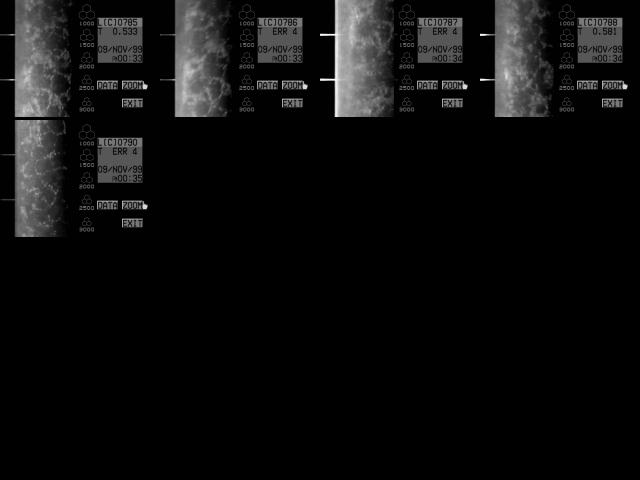 L(C)0785
T 0.533
09/NOV/99
PM00:33
1000
1500
2000
2500
3000
DATA ZOOM
EXIT
L(C)0786
T ERR 4
09/NOV/99
PM00:33
1000
1500
2000
2500
3000
DATA ZOOM
EXIT
L(C)0787
T ERR 4
09/NOV/99
PM00:34
1000
1500
2000
2500
3000
DATA ZOOM
EXIT
L(C)0788
T 0.581
09/NOV/99
PM00:34
1000
1500
2000
2500
3000
DATA ZOOM
EXIT
L(C)0790
T ERR 4
09/NOV/99
PM00:35
1000
1500
2000
2500
3000
DATA ZOOM
EXIT